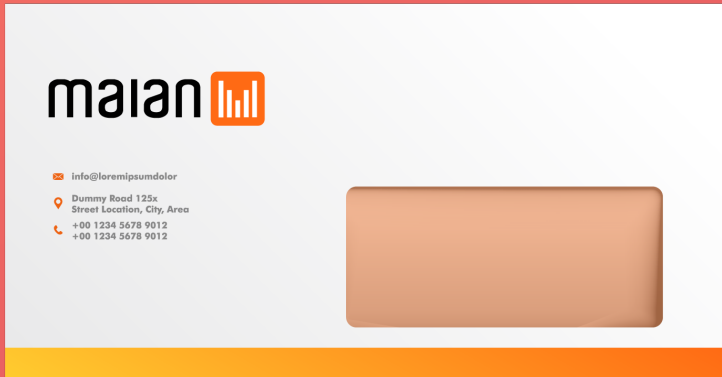 maian
info@loremipsumdolor
Dummy Road 125x
Street Location, City, Area
+00 1234 5678 9012
+00 1234 5678 9012